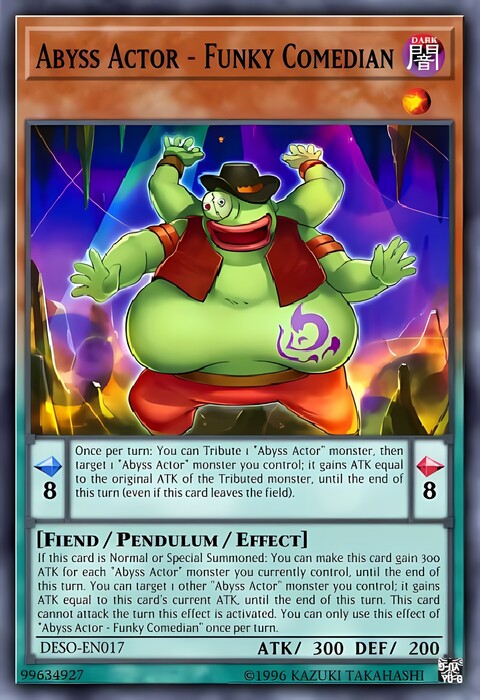 Abyss Actor - Funky Comedian
DARK
闇
Once per turn: You can Tribute 1 "Abyss Actor" monster, then
target 1 "Abyss Actor" monster you control; it gains ATK equal
to the original ATK of the Tributed monster, until the end of
this turn (even if this card leaves the field).
8
8
[Fiend / Pendulum / Effect]
If this card is Normal or Special Summoned: You can make this card gain 300
ATK for each "Abyss Actor" monster you currently control, until the end of
this turn. You can target 1 other "Abyss Actor" monster you control; it gains
ATK equal to this card's current ATK, until the end of this turn. This card
cannot attack the turn this effect is activated. You can only use this effect of
"Abyss Actor - Funky Comedian" once per turn.
DESO-EN017
ATK/ 300 DEF/ 200
99634927
©1996 KAZUKI TAKAHASHI